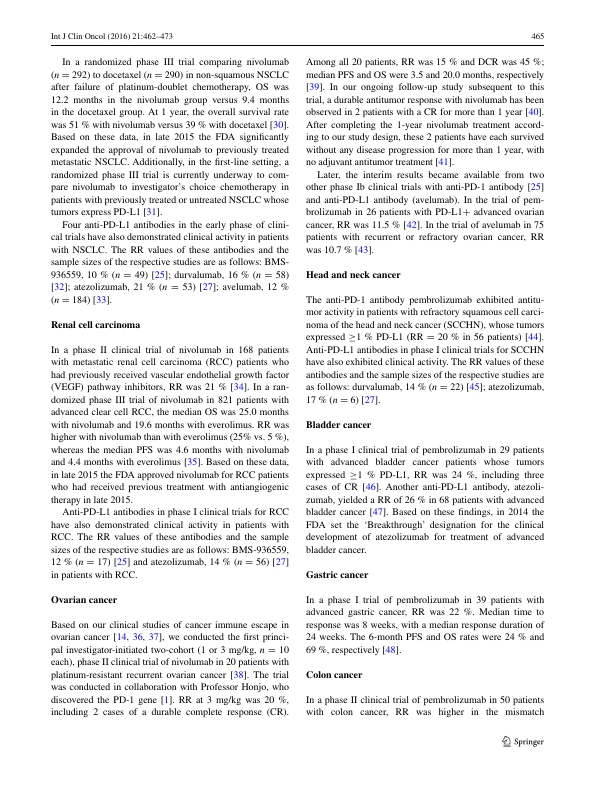 Int J Clin Oncol (2016) 21:462–473
465
In a randomized phase III trial comparing nivolumab
(n = 292) to docetaxel (n = 290) in non-squamous NSCLC
after failure of platinum-doublet chemotherapy, OS was
12.2 months in the nivolumab group versus 9.4 months
in the docetaxel group. At 1 year, the overall survival rate
was 51 % with nivolumab versus 39 % with docetaxel [30].
Based on these data, in late 2015 the FDA significantly
expanded the approval of nivolumab to previously treated
metastatic NSCLC. Additionally, in the first-line setting, a
randomized phase III trial is currently underway to com-
pare nivolumab to investigator's choice chemotherapy in
patients with previously treated or untreated NSCLC whose
tumors express PD-L1 [31].
Four anti-PD-L1 antibodies in the early phase of clini-
cal trials have also demonstrated clinical activity in patients
with NSCLC. The RR values of these antibodies and the
sample sizes of the respective studies are as follows: BMS-
936559, 10 % (n = 49) [25]; durvalumab, 16 % (n = 58)
[32]; atezolizumab, 21 % (n = 53) [27]; avelumab, 12 %
(n = 184) [33].
Renal cell carcinoma
In a phase II clinical trial of nivolumab in 168 patients
with metastatic renal cell carcinoma (RCC) patients who
had previously received vascular endothelial growth factor
(VEGF) pathway inhibitors, RR was 21 % [34]. In a ran-
domized phase III trial of nivolumab in 821 patients with
advanced clear cell RCC, the median OS was 25.0 months
with nivolumab and 19.6 months with everolimus. RR was
higher with nivolumab than with everolimus (25% vs. 5 %),
whereas the median PFS was 4.6 months with nivolumab
and 4.4 months with everolimus [35]. Based on these data,
in late 2015 the FDA approved nivolumab for RCC patients
who had received previous treatment with antiangiogenic
therapy in late 2015.
Anti-PD-L1 antibodies in phase I clinical trials for RCC
have also demonstrated clinical activity in patients with
RCC. The RR values of these antibodies and the sample
sizes of the respective studies are as follows: BMS-936559,
12 % (n = 17) [25] and atezolizumab, 14 % (n = 56) [27]
in patients with RCC.
Ovarian cancer
Based on our clinical studies of cancer immune escape in
ovarian cancer [14, 36, 37], we conducted the first princi-
pal investigator-initiated two-cohort (1 or 3 mg/kg, n = 10
each), phase II clinical trial of nivolumab in 20 patients with
platinum-resistant recurrent ovarian cancer [38]. The trial
was conducted in collaboration with Professor Honjo, who
discovered the PD-1 gene [1]. RR at 3 mg/kg was 20 %,
including 2 cases of a durable complete response (CR).
Among all 20 patients, RR was 15 % and DCR was 45 %;
median PFS and OS were 3.5 and 20.0 months, respectively
[39]. In our ongoing follow-up study subsequent to this
trial, a durable antitumor response with nivolumab has been
observed in 2 patients with a CR for more than 1 year [40].
After completing the 1-year nivolumab treatment accord-
ing to our study design, these 2 patients have each survived
without any disease progression for more than 1 year, with
no adjuvant antitumor treatment [41].
Later, the interim results became available from two
other phase Ib clinical trials with anti-PD-1 antibody [25]
and anti-PD-L1 antibody (avelumab). In the trial of pem-
brolizumab in 26 patients with PD-L1+ advanced ovarian
cancer, RR was 11.5 % [42]. In the trial of avelumab in 75
patients with recurrent or refractory ovarian cancer, RR
was 10.7 % [43].
Head and neck cancer
The anti-PD-1 antibody pembrolizumab exhibited antitu-
mor activity in patients with refractory squamous cell carci-
noma of the head and neck cancer (SCCHN), whose tumors
expressed ≥1 % PD-L1 (RR = 20 % in 56 patients) [44].
Anti-PD-L1 antibodies in phase I clinical trials for SCCHN
have also exhibited clinical activity. The RR values of these
antibodies and the sample sizes of the respective studies are
as follows: durvalumab, 14 % (n = 22) [45]; atezolizumab,
17 % (n = 6) [27].
Bladder cancer
In a phase I clinical trial of pembrolizumab in 29 patients
with advanced bladder cancer patients whose tumors
expressed ≥1 % PD-L1, RR was 24 %, including three
cases of CR [46]. Another anti-PD-L1 antibody, atezoli-
zumab, yielded a RR of 26 % in 68 patients with advanced
bladder cancer [47]. Based on these findings, in 2014 the
FDA set the 'Breakthrough' designation for the clinical
development of atezolizumab for treatment of advanced
bladder cancer.
Gastric cancer
In a phase I trial of pembrolizumab in 39 patients with
advanced gastric cancer, RR was 22 %. Median time to
response was 8 weeks, with a median response duration of
24 weeks. The 6-month PFS and OS rates were 24 % and
69 %, respectively [48].
Colon cancer
In a phase II clinical trial of pembrolizumab in 50 patients
with colon cancer, RR was higher in the mismatch
Springer